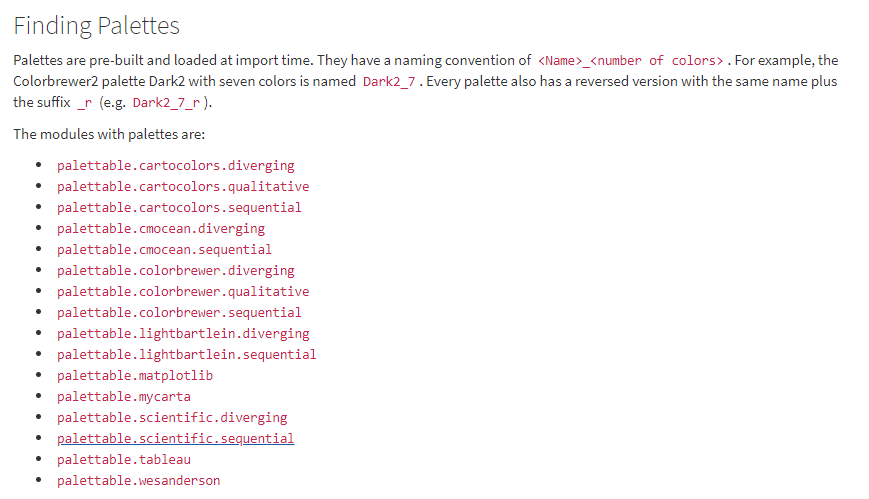 Finding Palettes
Palettes are pre-built and loaded at import time. They have a naming convention of <Name>_<number of colors> . For example, the
Colorbrewer2 palette Dark2 with seven colors is named Dark2_7 . Every palette also has a reversed version with the same name plus
the suffix _r (e.g. Dark2_7_r ).
The modules with palettes are:
• palettable.cartocolors.diverging
• palettable.cartocolors.qualitative
• palettable.cartocolors.sequential
• palettable.cmocean.diverging
• palettable.cmocean.sequential
• palettable.colorbrewer.diverging
• palettable.colorbrewer.qualitative
• palettable.colorbrewer.sequential
• palettable.lightbartlein.diverging
• palettable.lightbartlein.sequential
• palettable.matplotlib
• palettable.mycarta
• palettable.scientific.diverging
• palettable.scientific.sequential
• palettable.tableau
• palettable.wesanderson